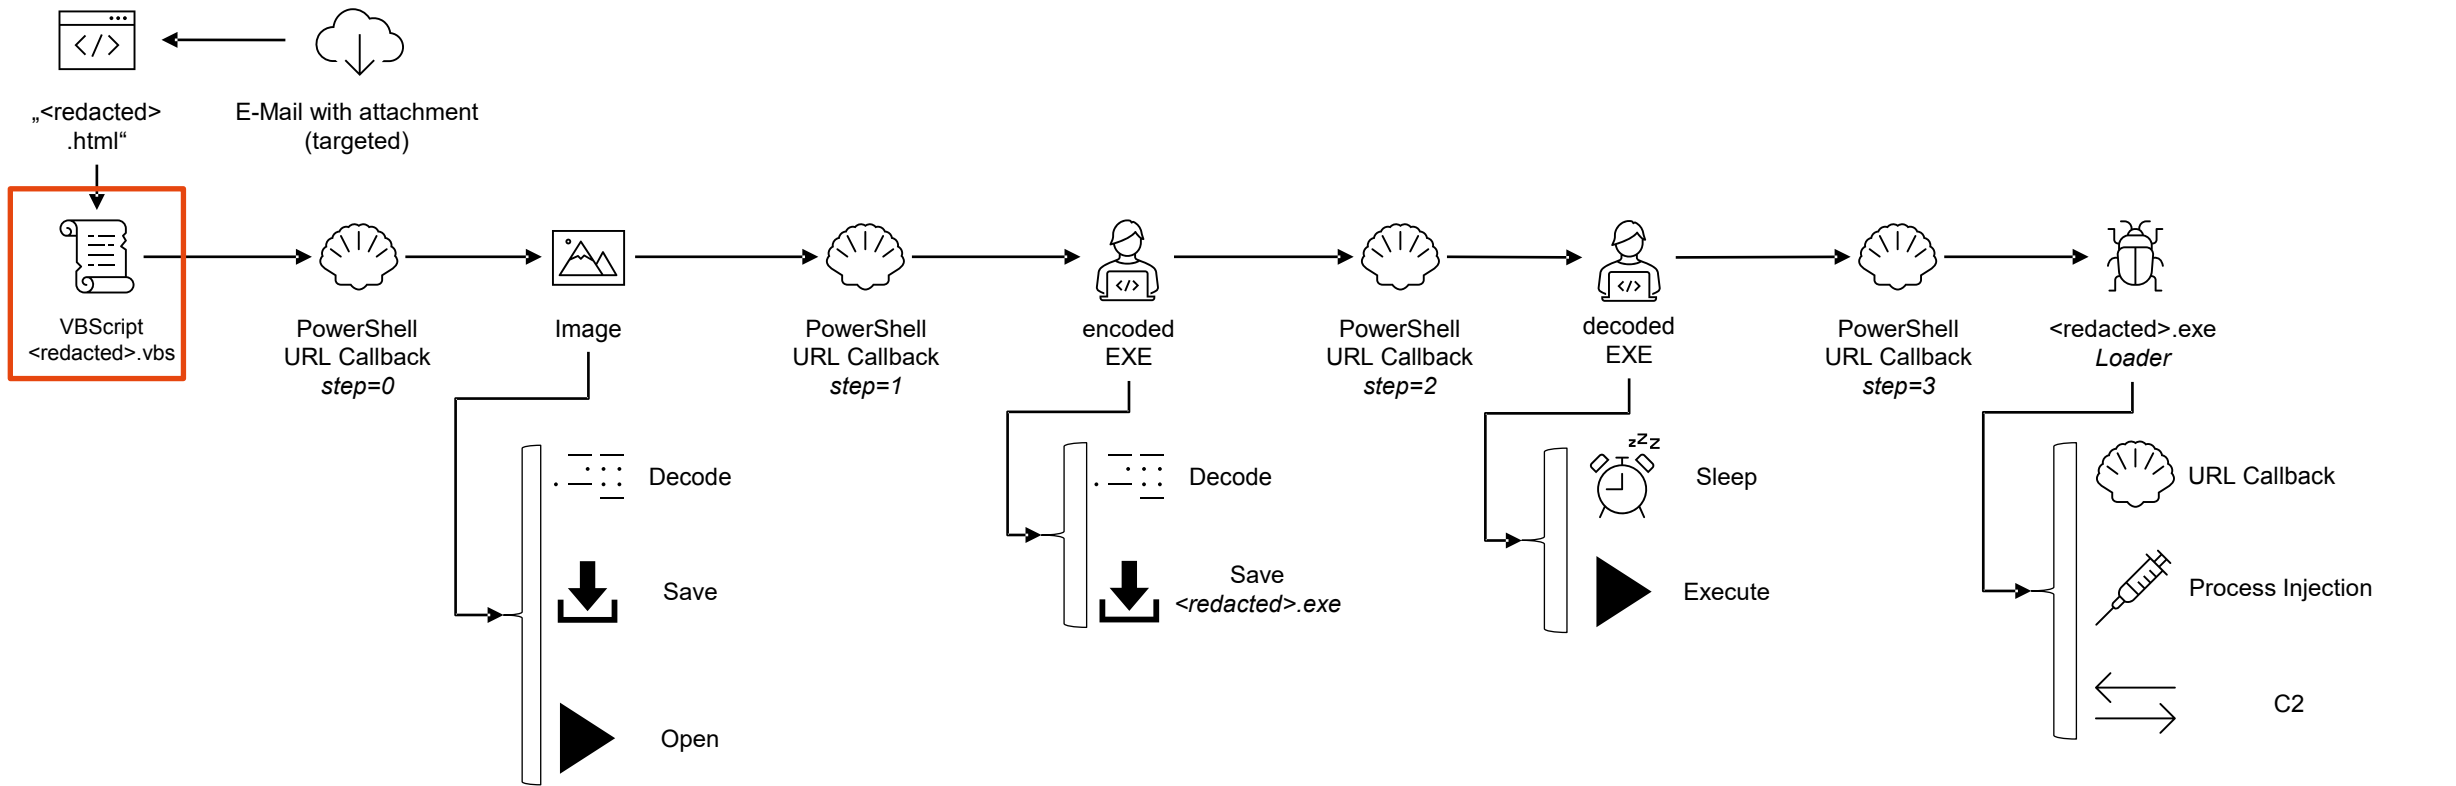 „<redacted>
.html“
E-Mail with attachment
(targeted)
VBScript
<redacted>.vbs
PowerShell
URL Callback
step=0
Image
PowerShell
URL Callback
step=1
encoded
EXE
PowerShell
URL Callback
step=2
decoded
EXE
PowerShell
URL Callback
step=3
<redacted>.exe
Loader
Decode
Save
Open
Decode
Save
<redacted>.exe
zZZ
Sleep
Execute
URL Callback
Process Injection
C2